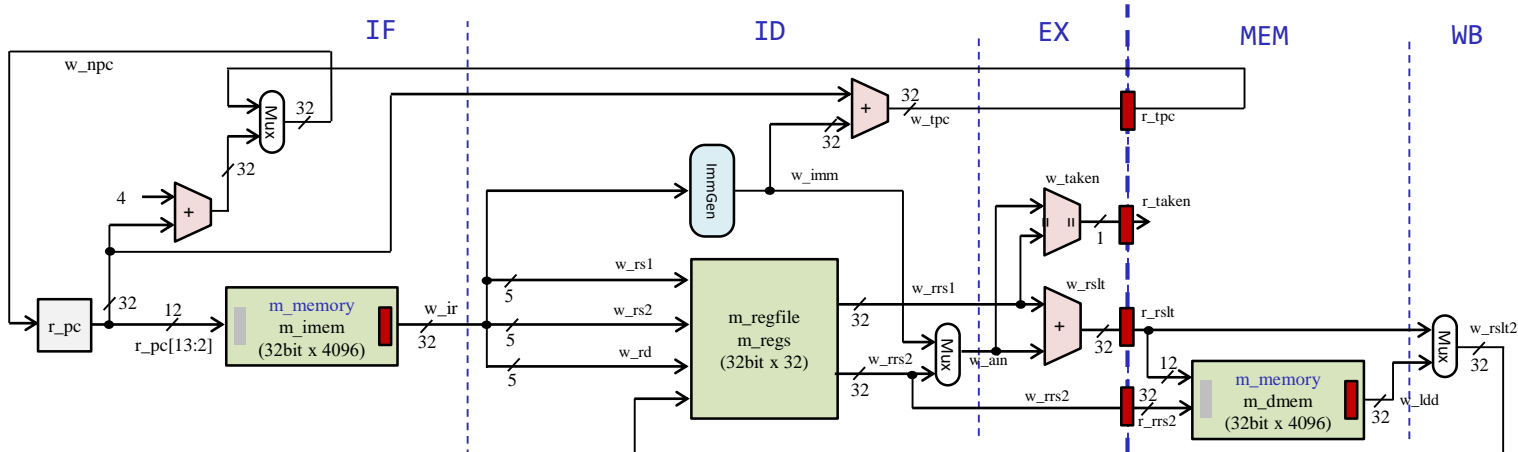 IF
ID
EX
MEM
WB
w_npc
Mux
32
32
4
+
32
r_pc
12
r_pc[13:2]
m_memory
m_imem
(32bit x 4096)
w_ir
32
+
32
w_tpc
32
r_tpc
ImmGen
w_imm
w_rs1
5
w_rs2
5
w_rd
5
m_regfile
m_regs
(32bit x 32)
w_rrs1
32
w_rrs2
32
Mux
w_ain
w_rrs2
w_taken
=
=
1
r_taken
w_rslt
+
32
r_rslt
32
r_rrs2
12
m_memory
m_dmem
(32bit x 4096)
32
w_ldd
Mux
w_rslt2
32